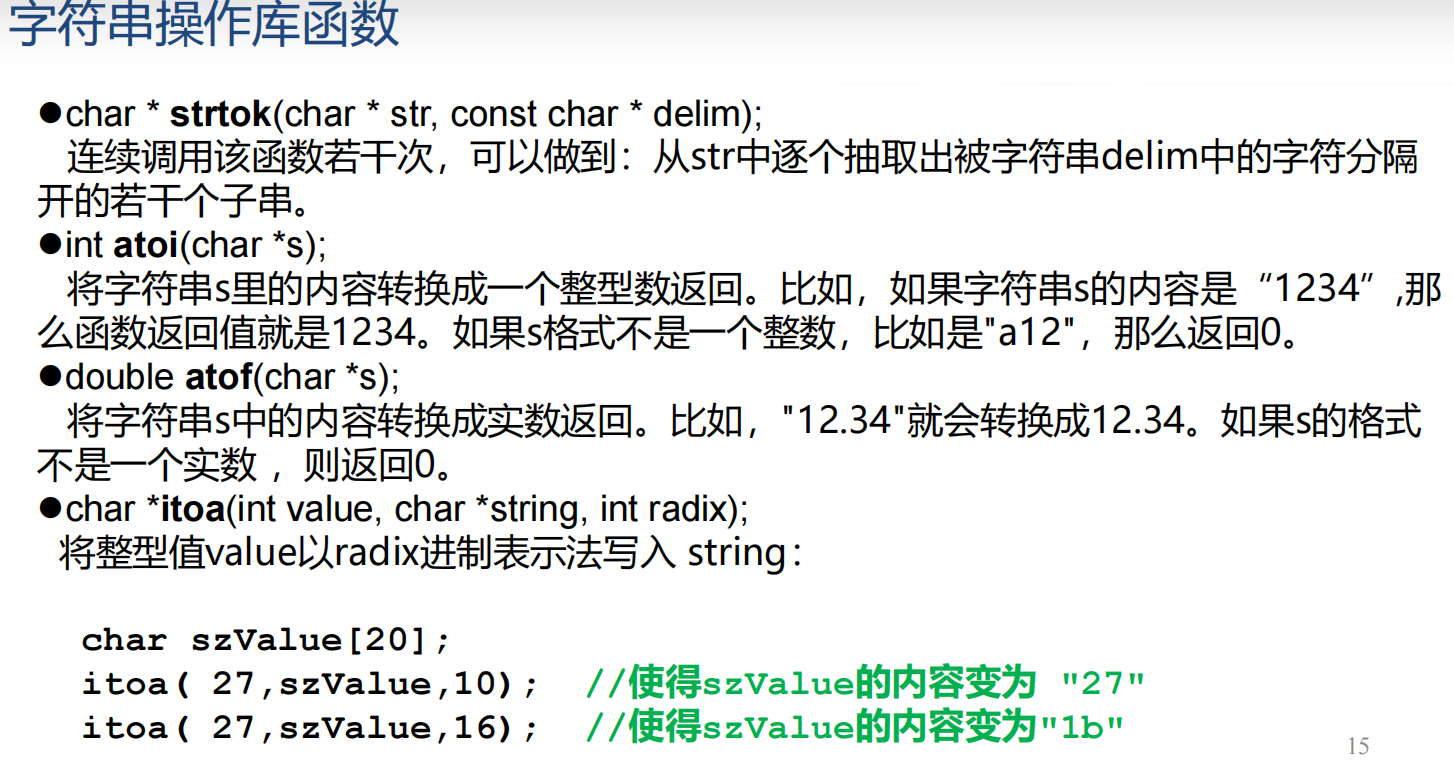 字符串操作库函数
●char * strtok(char * str, const char * delim);
连续调用该函数若干次，可以做到：从str中逐个抽取出被字符串delim中的字符分隔
开的若干个子串。
●int atoi(char *s);
将字符串s里的内容转换成一个整型数返回。比如，如果字符串s的内容是“1234”,那
么函数返回值就是1234。如果s格式不是一个整数，比如是"a12"，那么返回0。
●double atof(char *s);
将字符串s中的内容转换成实数返回。比如，"12.34"就会转换成12.34。如果s的格式
不是一个实数 ，则返回0。
●char *itoa(int value, char *string, int radix);
将整型值value以radix进制表示法写入 string：
char szValue[20];
itoa( 27,szValue,10); //使得szValue的内容变为 "27"
itoa( 27,szValue,16); //使得szValue的内容变为"1b"
15